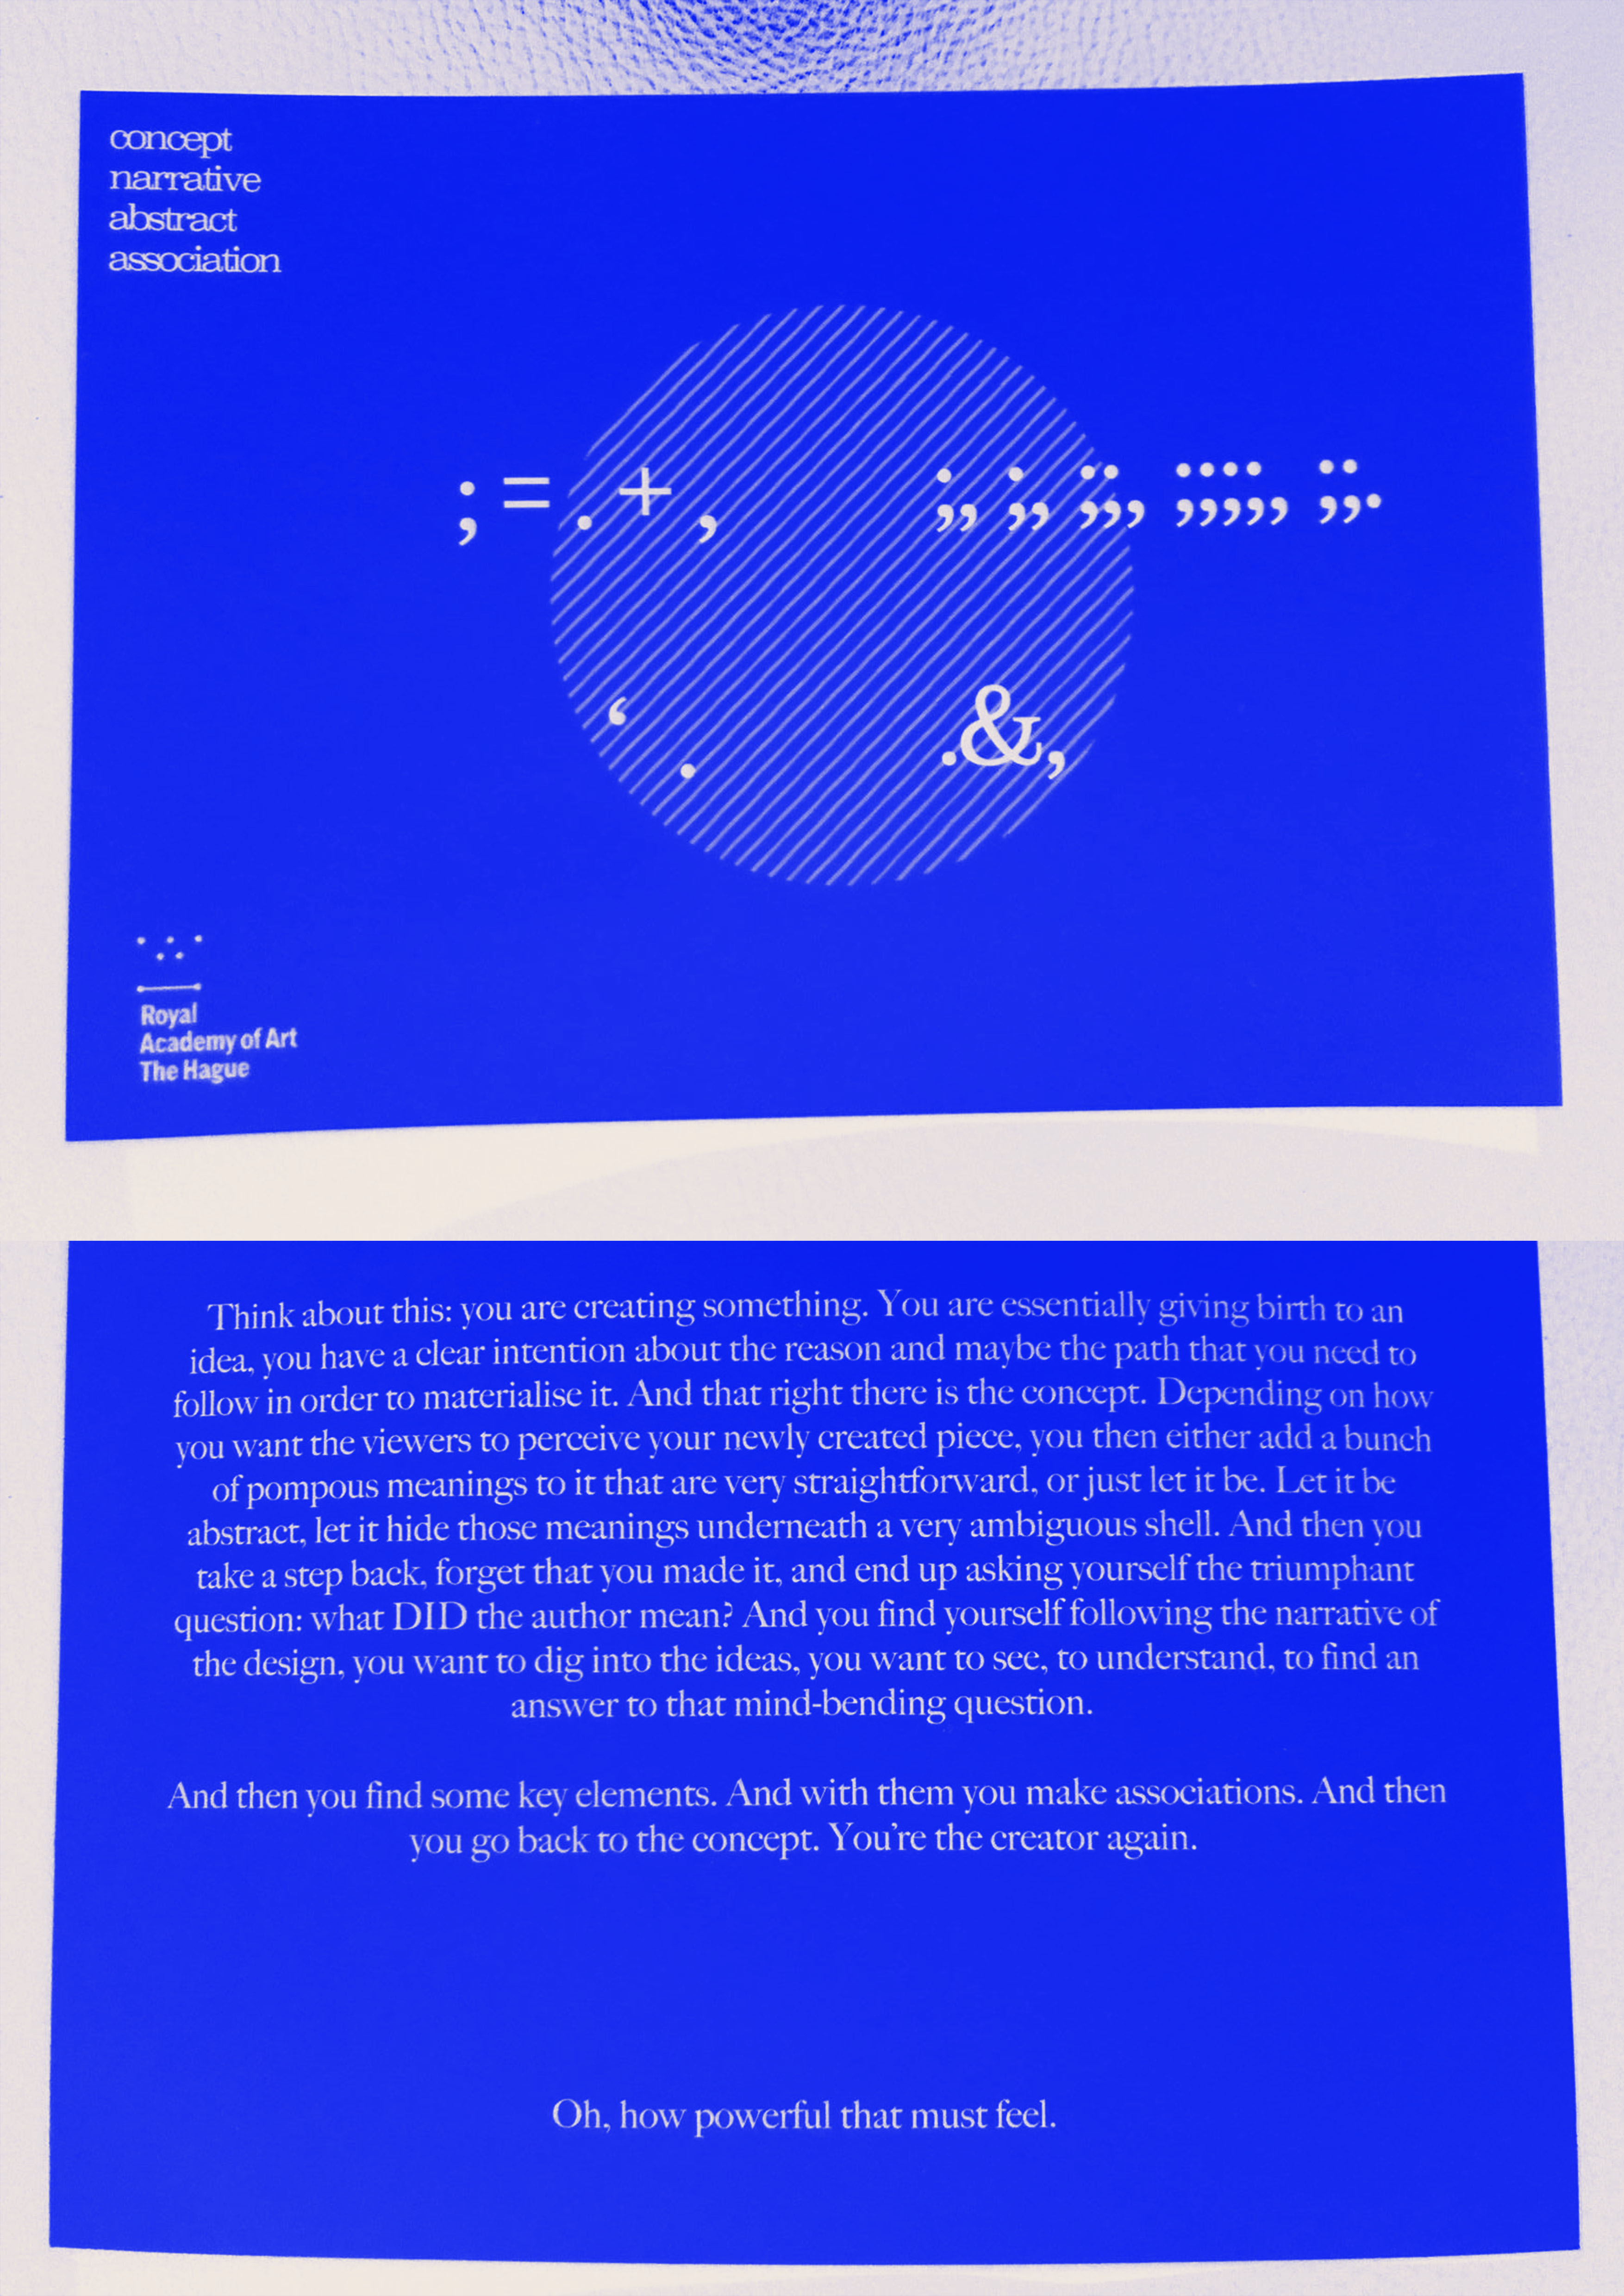 concept
narrative
abstract
association
; = . + ,
;, ;, ;;, ;;;;, ;;.
‘ .
.&,
Royal
Academy of Art
The Hague
Think about this: you are creating something. You are essentially giving birth to an
idea, you have a clear intention about the reason and maybe the path that you need to
follow in order to materialise it. And that right there is the concept. Depending on how
you want the viewers to perceive your newly created piece, you then either add a bunch
of pompous meanings to it that are very straightforward, or just let it be. Let it be
abstract, let it hide those meanings underneath a very ambiguous shell. And then you
take a step back, forget that you made it, and end up asking yourself the triumphant
question: what DID the author mean? And you find yourself following the narrative of
the design, you want to dig into the ideas, you want to see, to understand, to find an
answer to that mind-bending question.
And then you find some key elements. And with them you make associations. And then
you go back to the concept. You’re the creator again.
Oh, how powerful that must feel.